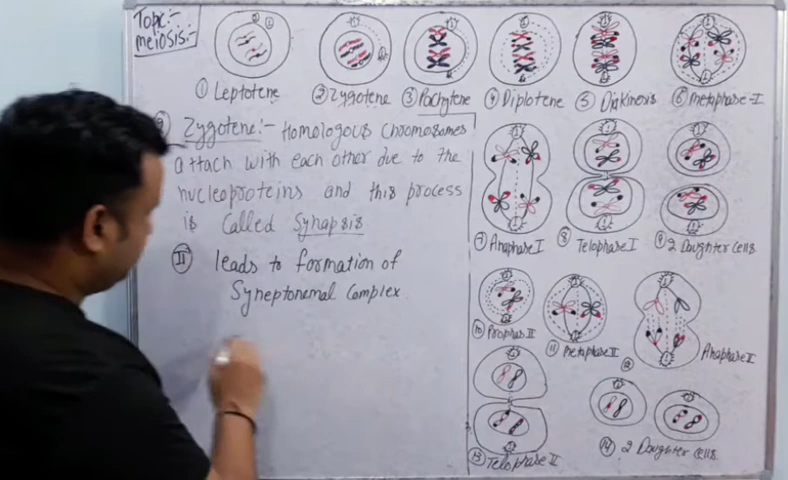 Topic:-
meiosis:-
① Leptotene
② Zygotene
③ Pachytene
④ Diplotene
⑤ Diakinesis
⑥ metaphase-I
Zygotene:- Homologous chromosomes
attach with each other due to the
nucleoproteins and this process
is called Synapsis
Ⅱ leads to formation of
Syneptonemal Complex
⑦ Anaphase I
⑧ Telophase I
⑨ 2 Daughter cells
⑩ Prophas II
⑪ Metaphase II
⑫ Anaphase I
⑬ Telophase II
⑭ 2 Daughter cells.